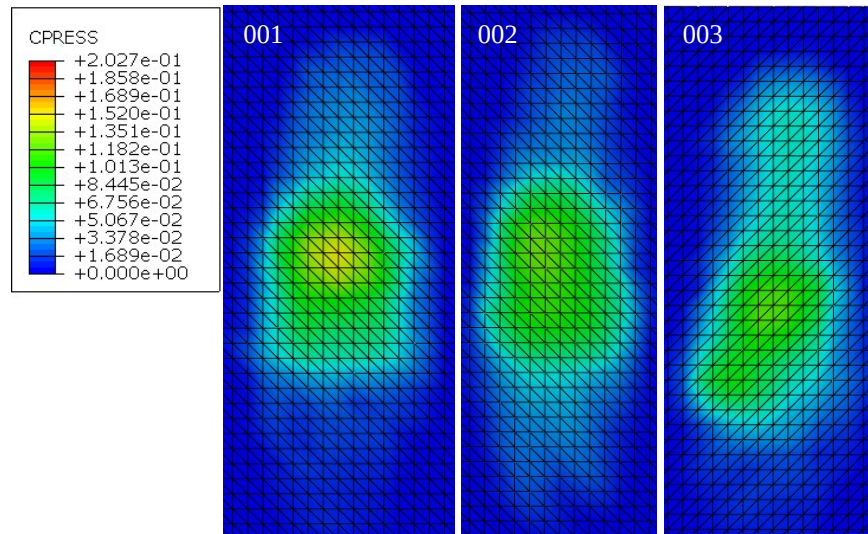 CPRESS
+2.027e-01
+1.858e-01
+1.689e-01
+1.520e-01
+1.351e-01
+1.182e-01
+1.013e-01
+8.445e-02
+6.756e-02
+5.067e-02
+3.378e-02
+1.689e-02
+0.000e+00
001
002
003